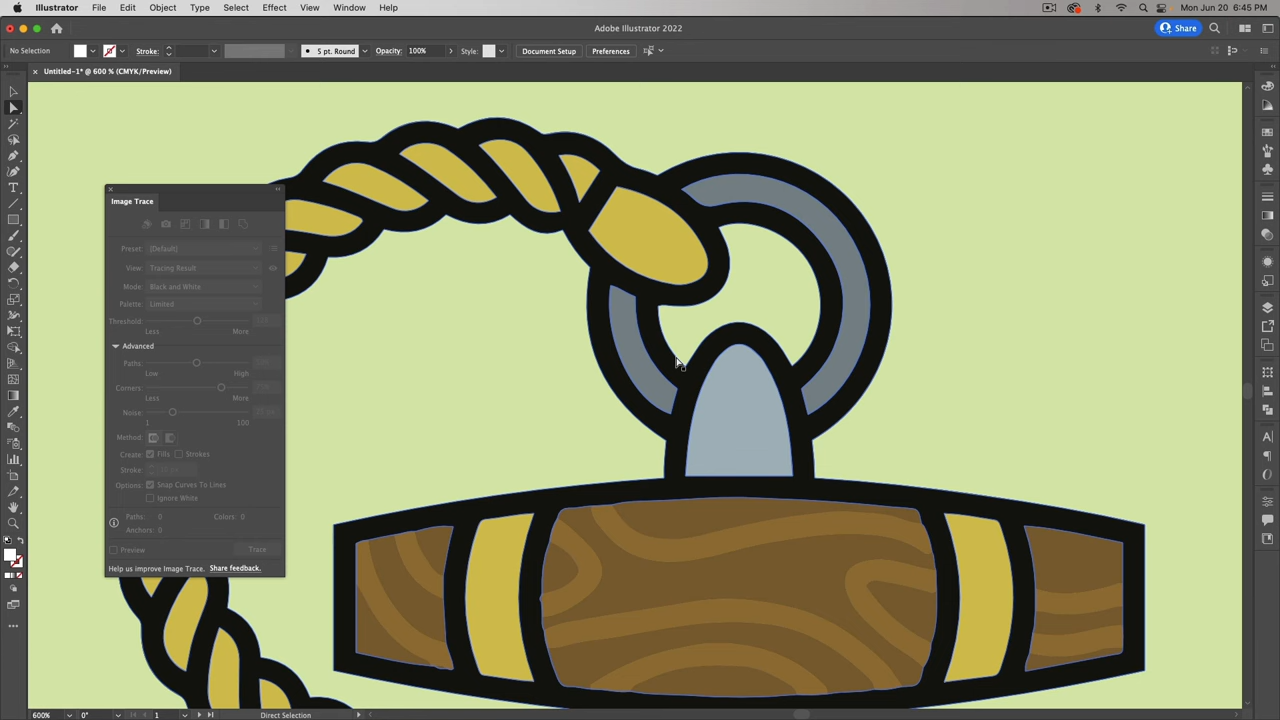 Illustrator File Edit Object Type Select Effect View Window Help Mon Jun 20 6:45 PM
Adobe Illustrator 2022
Share
No Selection Stroke: 5 pt. Round Opacity: 100% Style: Document Setup Preferences
Untitled-1* @ 600 % (CMYK/Preview)
Image Trace
Preset: [Default]
View: Tracing Result
Mode: Black and White
Palette: Limited
Threshold:
Less More
Advanced
Paths:
Low High
Corners:
Less More
Noise:
1 100
Method:
Create: Fills Strokes
Stroke:
Options: Snap Curves To Lines
Ignore White
Paths: 0 Colors: 0
Anchors: 0
Preview Trace
Help us improve Image Trace. Share feedback.
600% 0° 1 Direct Selection